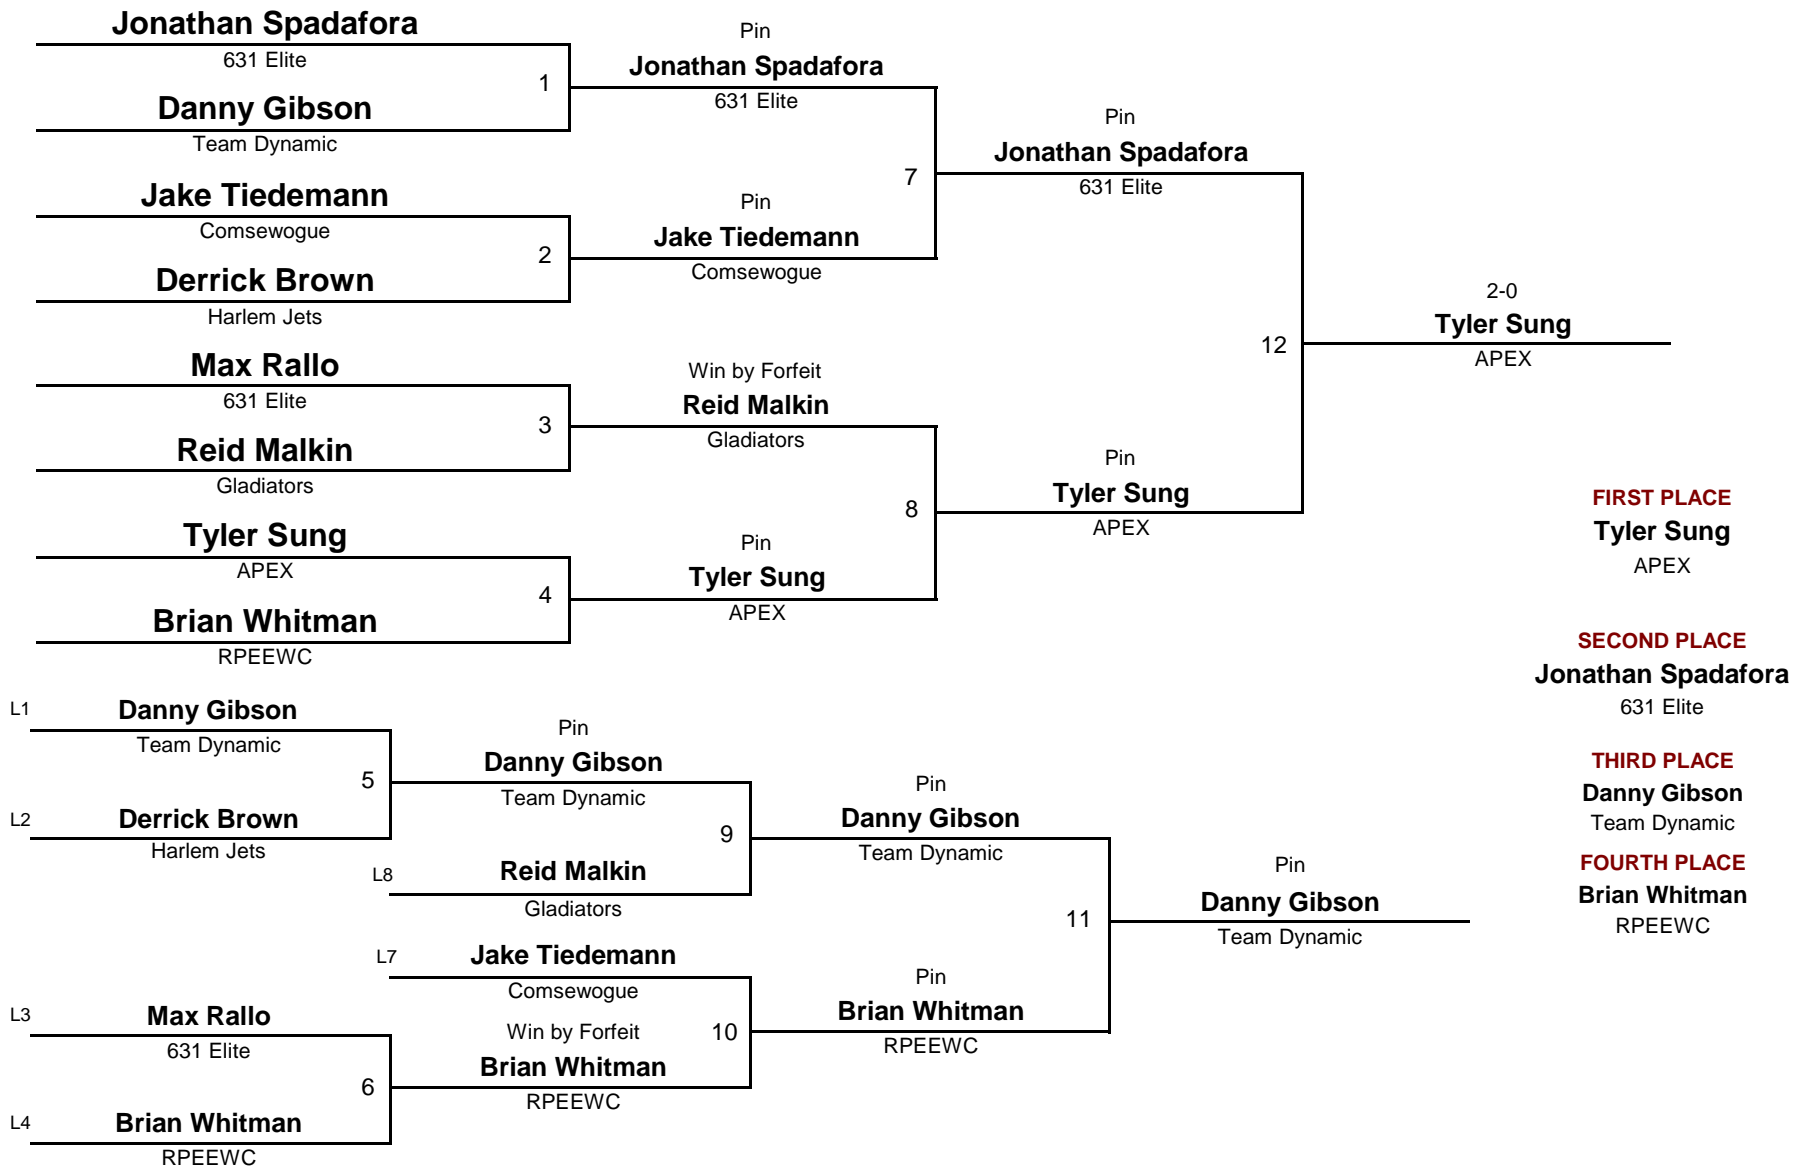 Jonathan Spadafora
631 Elite
1
Danny Gibson
Team Dynamic
Jake Tiedemann
Comsewogue
2
Derrick Brown
Harlem Jets
Max Rallo
631 Elite
3
Reid Malkin
Gladiators
Tyler Sung
APEX
4
Brian Whitman
RPEEWC
Pin
Jonathan Spadafora
631 Elite
7
Pin
Jake Tiedemann
Comsewogue
Win by Forfeit
Reid Malkin
Gladiators
8
Pin
Tyler Sung
APEX
Pin
Jonathan Spadafora
631 Elite
12
Pin
Tyler Sung
APEX
2-0
Tyler Sung
APEX
L1
Danny Gibson
Team Dynamic
5
L2
Derrick Brown
Harlem Jets
L3
Max Rallo
631 Elite
6
L4
Brian Whitman
RPEEWC
Pin
Danny Gibson
Team Dynamic
9
L8
Reid Malkin
Gladiators
L7
Jake Tiedemann
Comsewogue
10
Win by Forfeit
Brian Whitman
RPEEWC
Pin
Danny Gibson
Team Dynamic
11
Pin
Brian Whitman
RPEEWC
Pin
Danny Gibson
Team Dynamic
FIRST PLACE
Tyler Sung
APEX
SECOND PLACE
Jonathan Spadafora
631 Elite
THIRD PLACE
Danny Gibson
Team Dynamic
FOURTH PLACE
Brian Whitman
RPEEWC